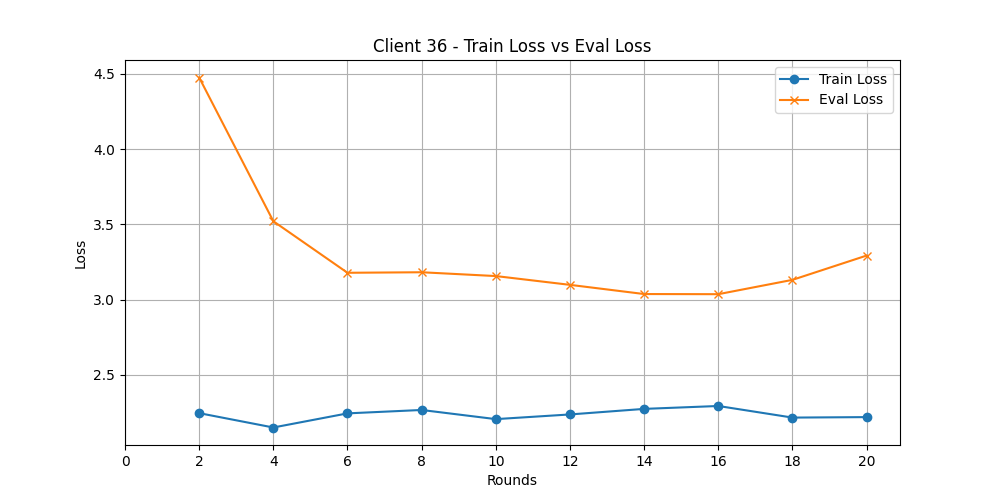 Client 36 - Train Loss vs Eval Loss
Train Loss
Eval Loss
4.5
4.0
3.5
3.0
2.5
Loss
0 2 4 6 8 10 12 14 16 18 20
Rounds